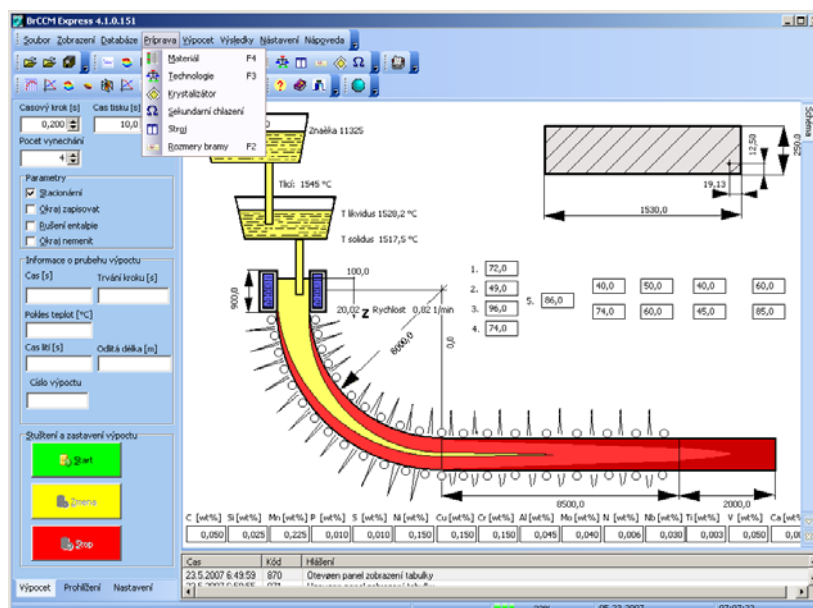 BrCCM Express 4.1.0.151
Soubor Zobrazení Databáze Príprava Výpocet Výsledky Nástavení Nápoveda
Materiál F4
Technologie F3
Krystalizátor
Sekundarní chlazení
Stroj
Rozmery bramy F2
Casový krok [s]
Cas tisku [s]
0,200
10,0
Pocet vynechání
4
Parametry
Stacionární
Okraj zapisovat
Rušení entalpie
Okraj nemenit
Informace o prubehu výpoctu
Cas [s]
Trvání kroku [s]
Pokles teplot [°C]
Cas lití [s]
Odlitá délka [m]
Císlo výpoctu
Stuštení a zastavení výpoctu
Start
Zmena
Stop
Výpocet Prohlížení Nastavení
Znaèka 11325
Tlicí: 1545 °C
T likvidus 1528,2 °C
T solidus 1517,5 °C
100,0
900,0
20,02 Z Rychlost 0,82 1/min
8000,0
0,0
12,50
250,0
19,13
1530,0
1. 72,0
2. 49,0
3. 96,0
4. 74,0
5. 86,0
40,0 50,0 40,0 60,0
74,0 60,0 45,0 85,0
8500,0
2000,0
Schéma
C [wt%] Si [wt%] Mn [wt%] P [wt%] S [wt%] Ni [wt%] Cu [wt%] Cr [wt%] Al [wt%] Mo [wt%] N [wt%] Nb [wt%] Ti [wt%] V [wt%] Ca [wt%
0,050 0,025 0,225 0,010 0,010 0,150 0,150 0,150 0,045 0,040 0,006 0,030 0,003 0,050
Cas Kód Hlášení
23.5.2007 6:49:59 870 Otevøen panel zobrazení tabulky
05-23-2007
07:07:33